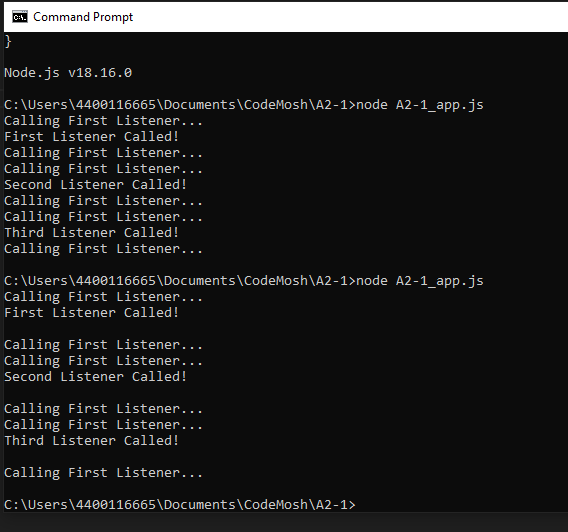 Command Prompt
}
Node.js v18.16.0
C:\Users\4400116665\Documents\CodeMosh\A2-1>node A2-1_app.js
Calling First Listener...
First Listener Called!
Calling First Listener...
Calling First Listener...
Second Listener Called!
Calling First Listener...
Calling First Listener...
Third Listener Called!
Calling First Listener...
C:\Users\4400116665\Documents\CodeMosh\A2-1>node A2-1_app.js
Calling First Listener...
First Listener Called!
Calling First Listener...
Calling First Listener...
Second Listener Called!
Calling First Listener...
Calling First Listener...
Third Listener Called!
Calling First Listener...
C:\Users\4400116665\Documents\CodeMosh\A2-1>